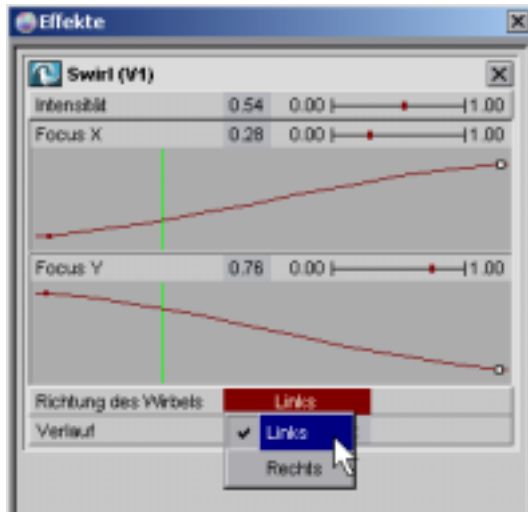 Effekte
Swirl (V1)
Intensität 0.54 0.00 1.00
Focus X 0.28 0.00 1.00
Focus Y 0.76 0.00 1.00
Richtung des Wirbels Links
Verlauf
Links
Rechts